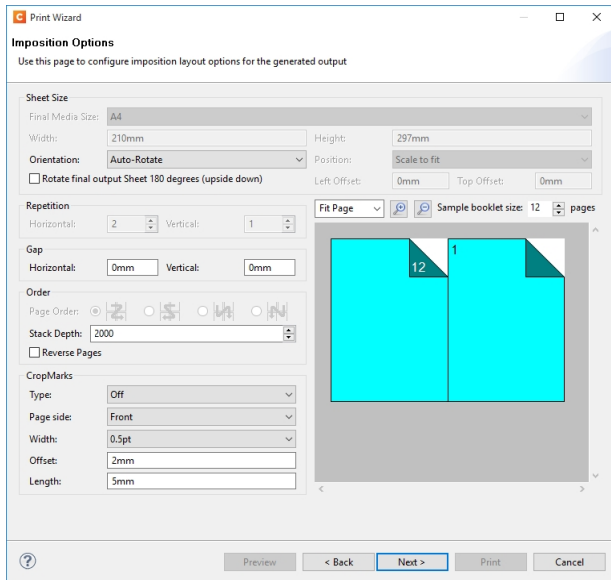 C Print Wizard
Imposition Options
Use this page to configure imposition layout options for the generated output
Sheet Size
Final Media Size: A4
Width: 210mm Height: 297mm
Orientation: Auto-Rotate Position: Scale to fit
Rotate final output Sheet 180 degrees (upside down) Left Offset: 0mm Top Offset: 0mm
Repetition
Horizontal: 2 Vertical: 1
Gap
Horizontal: 0mm Vertical: 0mm
Order
Page Order:
Stack Depth: 2000
Reverse Pages
CropMarks
Type: Off
Page side: Front
Width: 0.5pt
Offset: 2mm
Length: 5mm
Fit Page Sample booklet size: 12 pages
12 1
? Preview < Back Next > Print Cancel